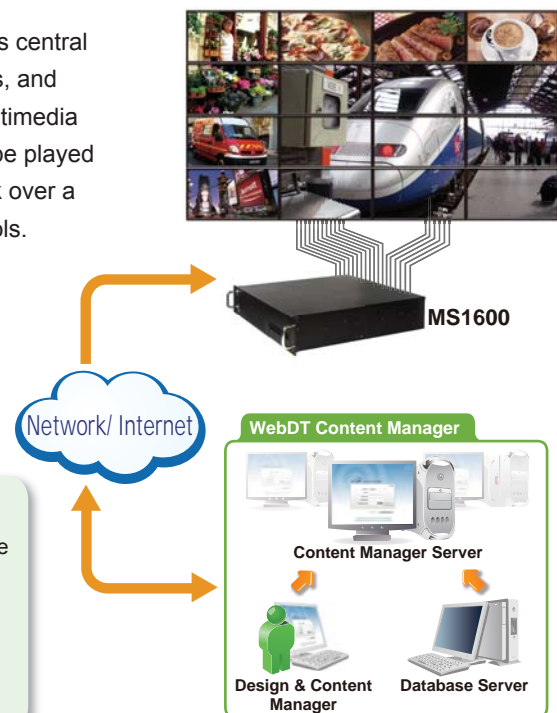 s central
s, and
timedia
be played
k over a
ols.
MS1600
Network/ Internet
WebDT Content Manager
Content Manager Server
e
Design & Content
Manager
Database Server